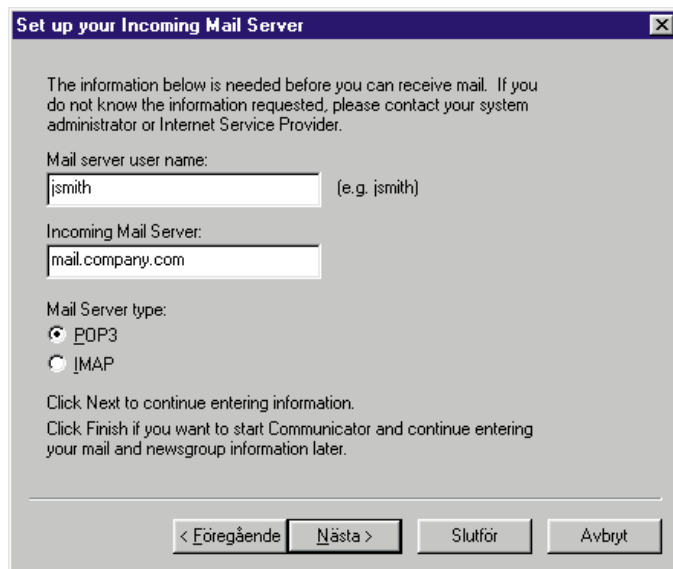 Set up your Incoming Mail Server
The information below is needed before you can receive mail. If you
do not know the information requested, please contact your system
administrator or Internet Service Provider.
Mail server user name:
jsmith (e.g. jsmith)
Incoming Mail Server:
mail.company.com
Mail Server type:
POP3
IMAP
Click Next to continue entering information.
Click Finish if you want to start Communicator and continue entering
your mail and newsgroup information later.
< Föregående Nästa > Slutför Avbryt